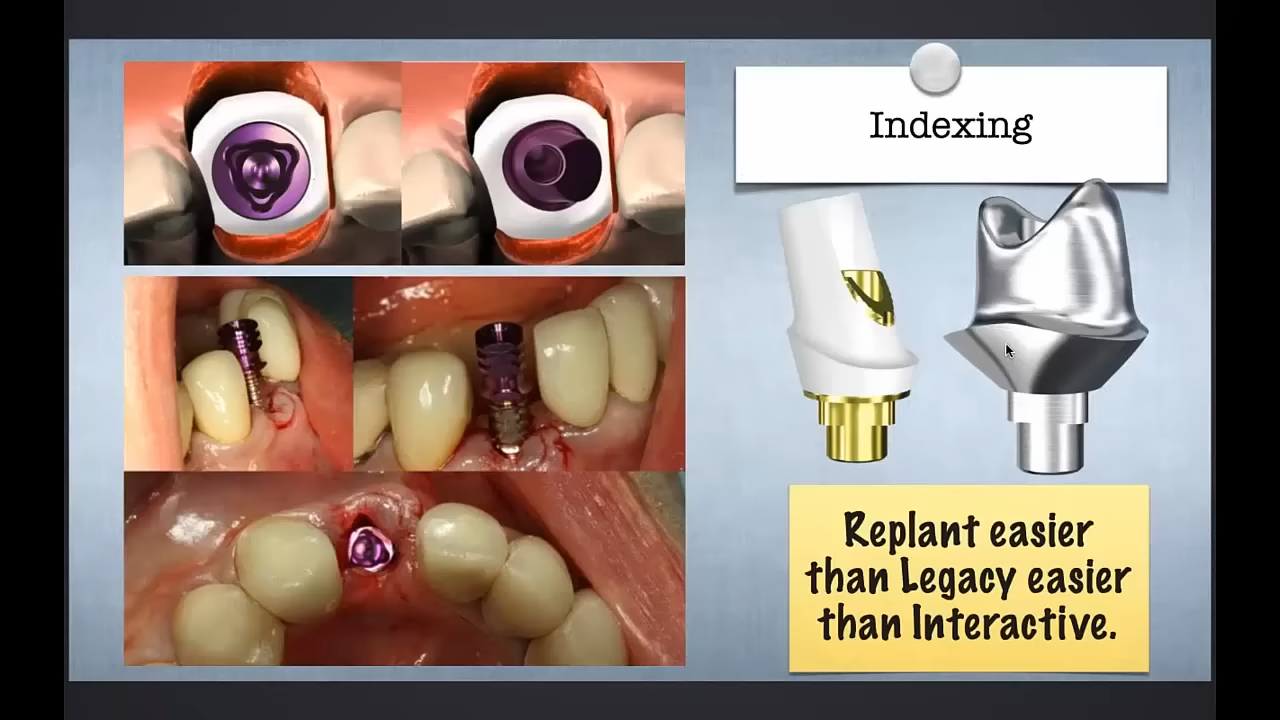 Indexing
Replant easier
than Legacy easier
than Interactive.